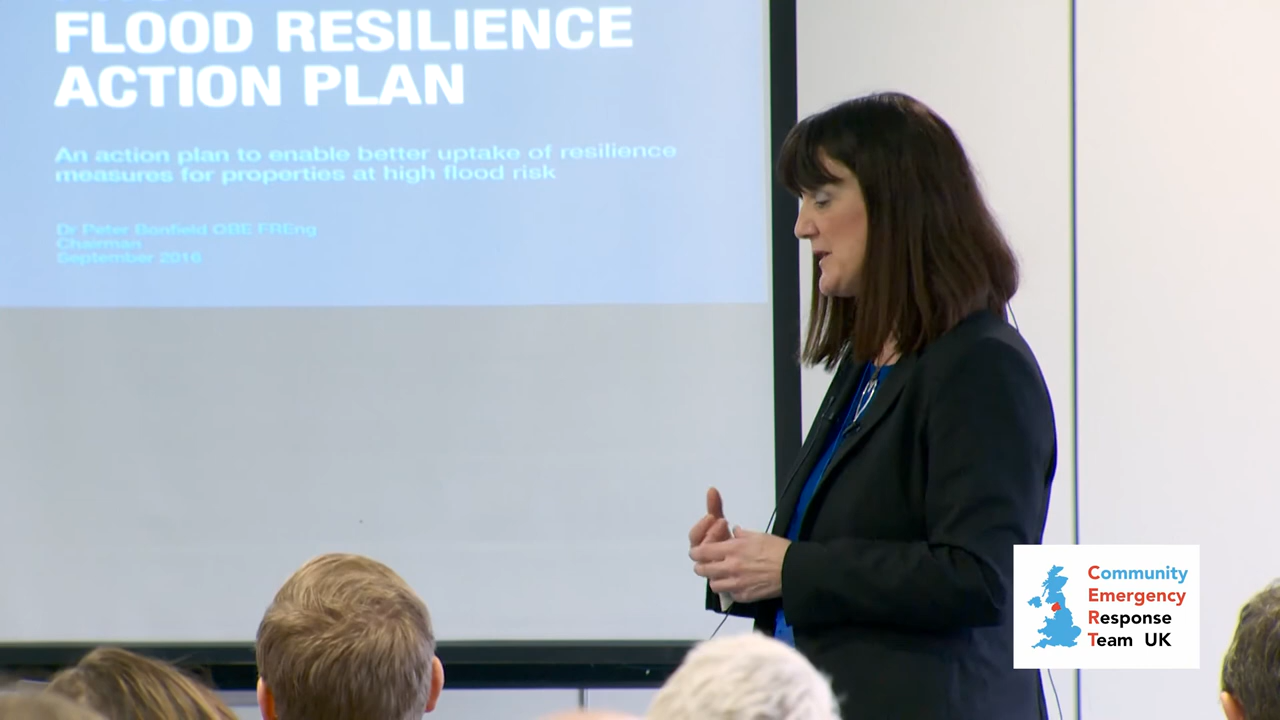 FLOOD RESILIENCE
ACTION PLAN
An action plan to enable better uptake of resilience
measures for properties at high flood risk
Dr Peter Bonfield OBE FREng
Chairman
September 2016
Community
Emergency
Response
Team UK